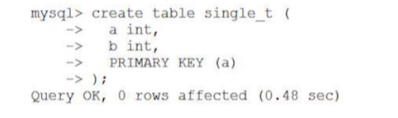 mysql> create table single_t (
    -> a int,
    -> b int,
    -> PRIMARY KEY (a)
    -> );
Query OK, 0 rows affected (0.48 sec)